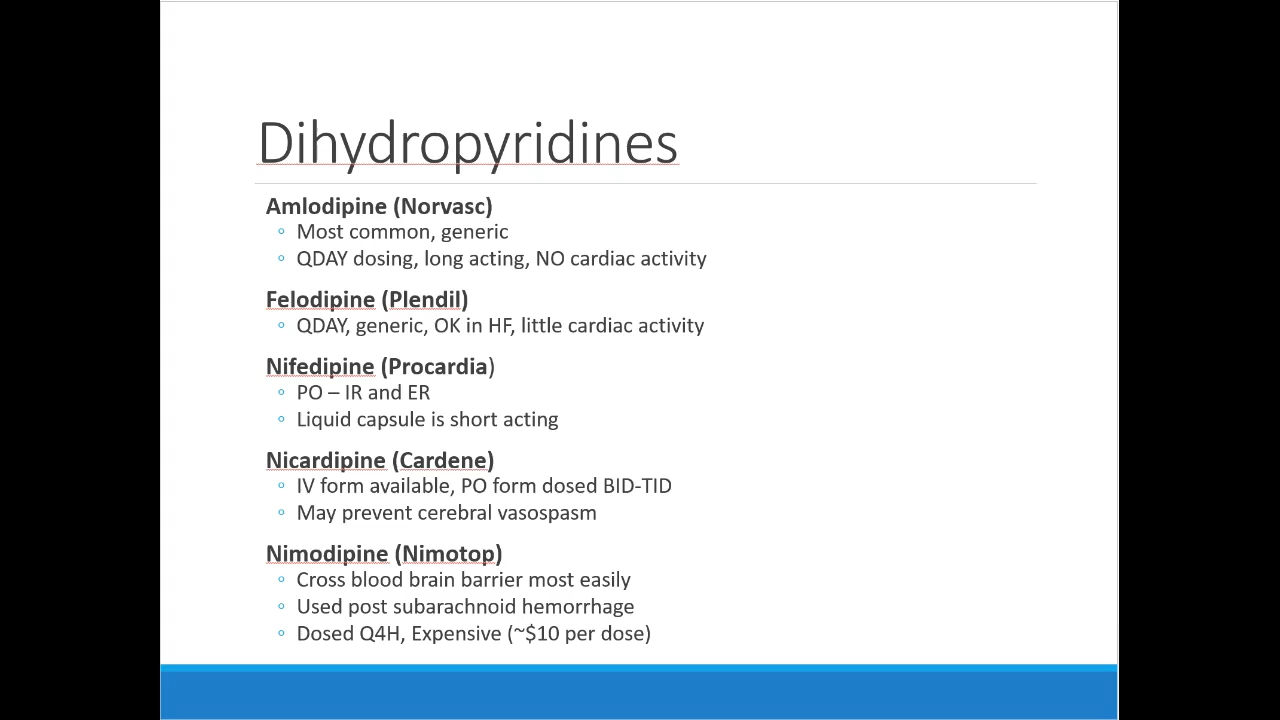 Dihydropyridines
Amlodipine (Norvasc)
◦ Most common, generic
◦ QDAY dosing, long acting, NO cardiac activity
Felodipine (Plendil)
◦ QDAY, generic, OK in HF, little cardiac activity
Nifedipine (Procardia)
◦ PO – IR and ER
◦ Liquid capsule is short acting
Nicardipine (Cardene)
◦ IV form available, PO form dosed BID-TID
◦ May prevent cerebral vasospasm
Nimodipine (Nimotop)
◦ Cross blood brain barrier most easily
◦ Used post subarachnoid hemorrhage
◦ Dosed Q4H, Expensive (~$10 per dose)